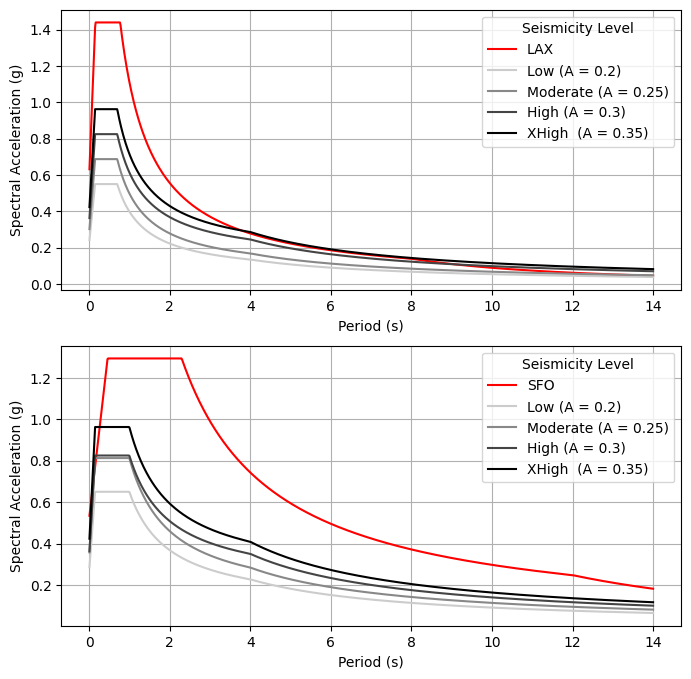 Seismicity Level
LAX
Low (A = 0.2)
Moderate (A = 0.25)
High (A = 0.3)
XHigh  (A = 0.35)
Spectral Acceleration (g)
1.4
1.2
1.0
0.8
0.6
0.4
0.2
0.0
0 2 4 6 8 10 12 14
Period (s)
Seismicity Level
SFO
Low (A = 0.2)
Moderate (A = 0.25)
High (A = 0.3)
XHigh  (A = 0.35)
Spectral Acceleration (g)
1.2
1.0
0.8
0.6
0.4
0.2
0 2 4 6 8 10 12 14
Period (s)